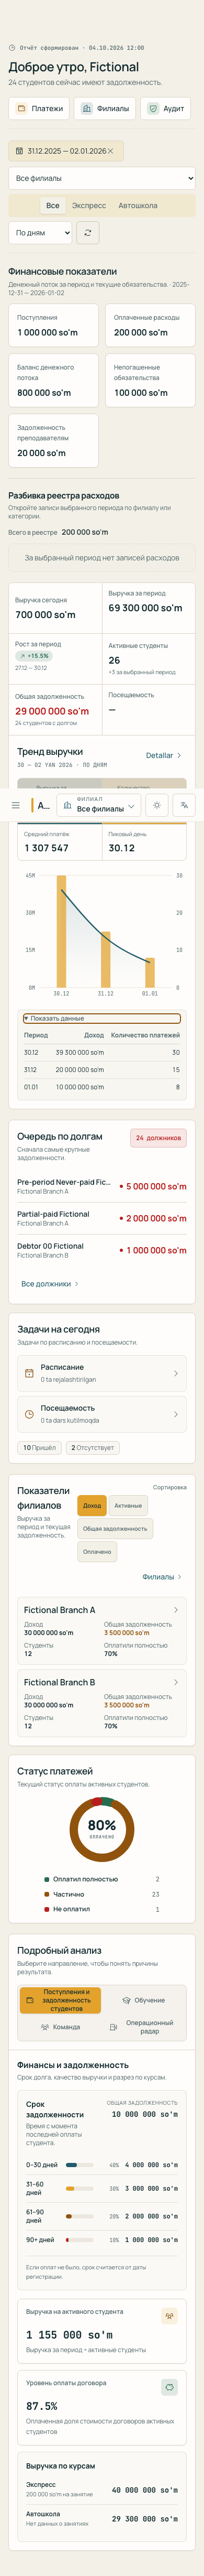 Отчёт сформирован · 04.10.2026 12:00
Доброе утро, Fictional
24 студентов сейчас имеют задолженность.
Платежи
Филиалы
Аудит
31.12.2025 — 02.01.2026
Все филиалы
Все
Экспресс
Автошкола
По дням
Финансовые показатели
Денежный поток за период и текущие обязательства. · 2025-
12-31 — 2026-01-02
Поступления
1 000 000 so'm
Оплаченные расходы
200 000 so'm
Баланс денежного
потока
800 000 so'm
Непогашенные
обязательства
100 000 so'm
Задолженность
преподавателям
20 000 so'm
Разбивка реестра расходов
Откройте записи выбранного периода по филиалу или
категории.
Всего в реестре 200 000 so'm
За выбранный период нет записей расходов
Выручка сегодня
700 000 so'm
Выручка за период
69 300 000 so'm
Рост за период
+15.5%
27.12 — 30.12
Активные студенты
26
+3 за выбранный период
Общая задолженность
29 000 000 so'm
24 студентов с долгом
Посещаемость
—
Тренд выручки
30 — 02 YAN 2026 · ПО ДНЯМ
Detallar
A...
ФИЛИАЛ
Все филиалы
Средний платёж
1 307 547
Пиковый день
30.12
45M
30M
15M
0M
30
20
10
0
30.12
31.12
01.01
Показать данные
Период Доход Количество платежей
30.12 39 300 000 so'm 30
31.12 20 000 000 so'm 15
01.01 10 000 000 so'm 8
Очередь по долгам
Сначала самые крупные
задолженности.
24 должников
Pre-period Never-paid Fic...
Fictional Branch A
5 000 000 so'm
Partial-paid Fictional
Fictional Branch A
2 000 000 so'm
Debtor 00 Fictional
Fictional Branch B
1 000 000 so'm
Все должники
Задачи на сегодня
Задачи по расписанию и посещаемости.
Расписание
0 ta rejalashtirilgan
Посещаемость
0 ta dars kutilmoqda
10 Пришёл
2 Отсутствует
Показатели
филиалов
Выручка за
период и текущая
задолженность.
Сортировка
Доход
Активные
Общая задолженность
Оплачено
Филиалы
Fictional Branch A
Доход
30 000 000 so'm
Общая задолженность
3 500 000 so'm
Студенты
12
Оплатили полностью
70%
Fictional Branch B
Доход
30 000 000 so'm
Общая задолженность
3 500 000 so'm
Студенты
12
Оплатили полностью
70%
Статус платежей
Текущий статус оплаты активных студентов.
80%
ОПЛАЧЕНО
Оплатил полностью 2
Частично 23
Не оплатил 1
Подробный анализ
Выберите направление, чтобы понять причины
результата.
Поступления и
задолженность
студентов
Обучение
Команда
Операционный
радар
Финансы и задолженность
Срок долга, качество выручки и разрез по курсам.
Срок
задолженности
Время с момента
последней оплаты
студента.
ОБЩАЯ ЗАДОЛЖЕННОСТЬ
10 000 000 so'm
0–30 дней 40% 4 000 000 so'm
31–60
дней
30% 3 000 000 so'm
61–90
дней
20% 2 000 000 so'm
90+ дней 10% 1 000 000 so'm
Если оплат не было, срок считается от даты
регистрации.
Выручка на активного студента
1 155 000 so'm
Выручка за период ÷ активные студенты
Уровень оплаты договора
87.5%
Оплаченная доля стоимости договоров активных
студентов
Выручка по курсам
Экспресс
200 000 so'm на занятие
40 000 000 so'm
Автошкола
Нет данных о занятиях
29 300 000 so'm